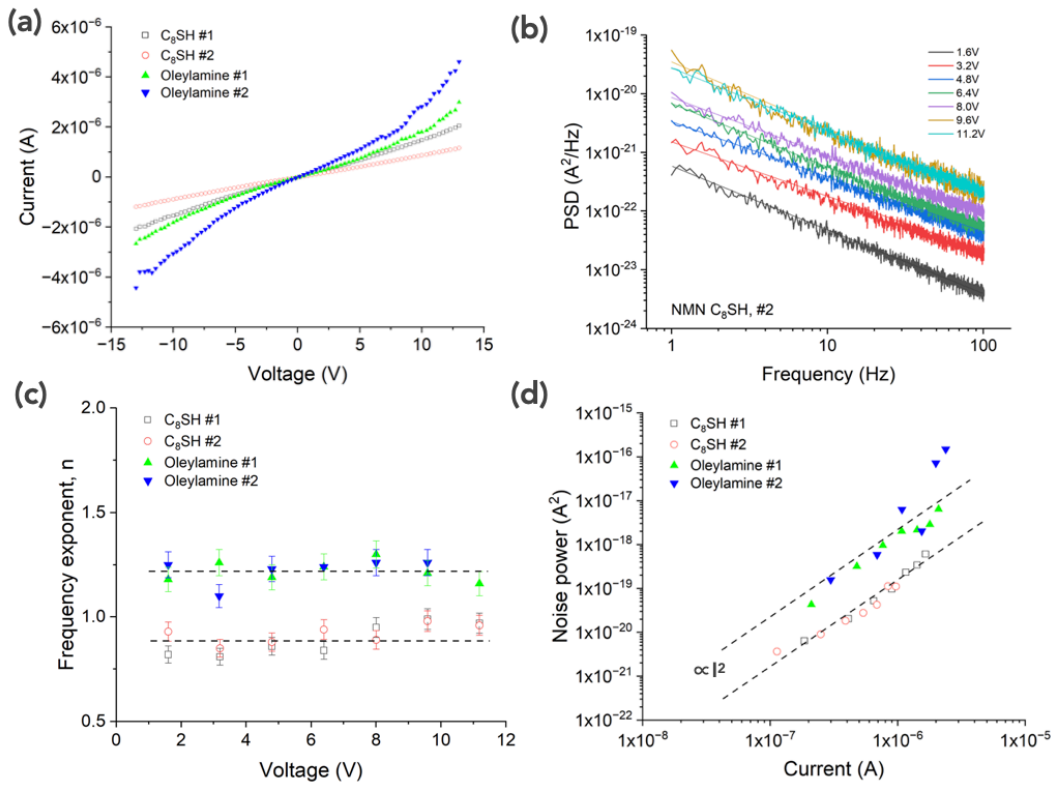 (a)
C₈SH #1
C₈SH #2
Oleylamine #1
Oleylamine #2
6x10⁻⁶
4x10⁻⁶
2x10⁻⁶
0
−2x10⁻⁶
−4x10⁻⁶
−6x10⁻⁶
Current (A)
−15 −10 −5 0 5 10 15
Voltage (V)
(b)
1x10⁻¹⁹
1x10⁻²⁰
1x10⁻²¹
1x10⁻²²
1x10⁻²³
1x10⁻²⁴
PSD (A²/Hz)
1.6V
3.2V
4.8V
6.4V
8.0V
9.6V
11.2V
NMN C₈SH, #2
1 10 100
Frequency (Hz)
(c)
C₈SH #1
C₈SH #2
Oleylamine #1
Oleylamine #2
2.0
1.5
1.0
0.5
Frequency exponent, n
0 2 4 6 8 10 12
Voltage (V)
(d)
C₈SH #1
C₈SH #2
Oleylamine #1
Oleylamine #2
1x10⁻¹⁵
1x10⁻¹⁶
1x10⁻¹⁷
1x10⁻¹⁸
1x10⁻¹⁹
1x10⁻²⁰
1x10⁻²¹
1x10⁻²²
Noise power (A²)
∝I²
1x10⁻⁸ 1x10⁻⁷ 1x10⁻⁶ 1x10⁻⁵
Current (A)